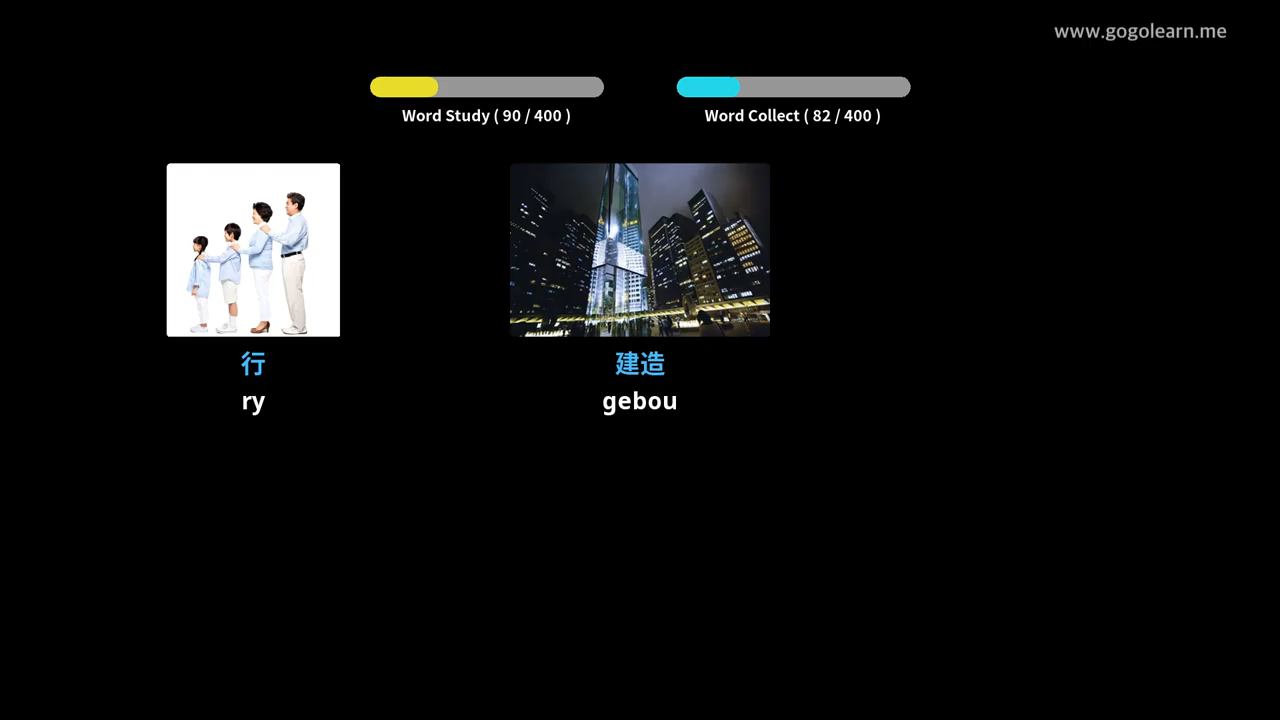 www.gogolearn.me
Word Study ( 90 / 400 )
Word Collect ( 82 / 400 )
行
ry
建造
gebou